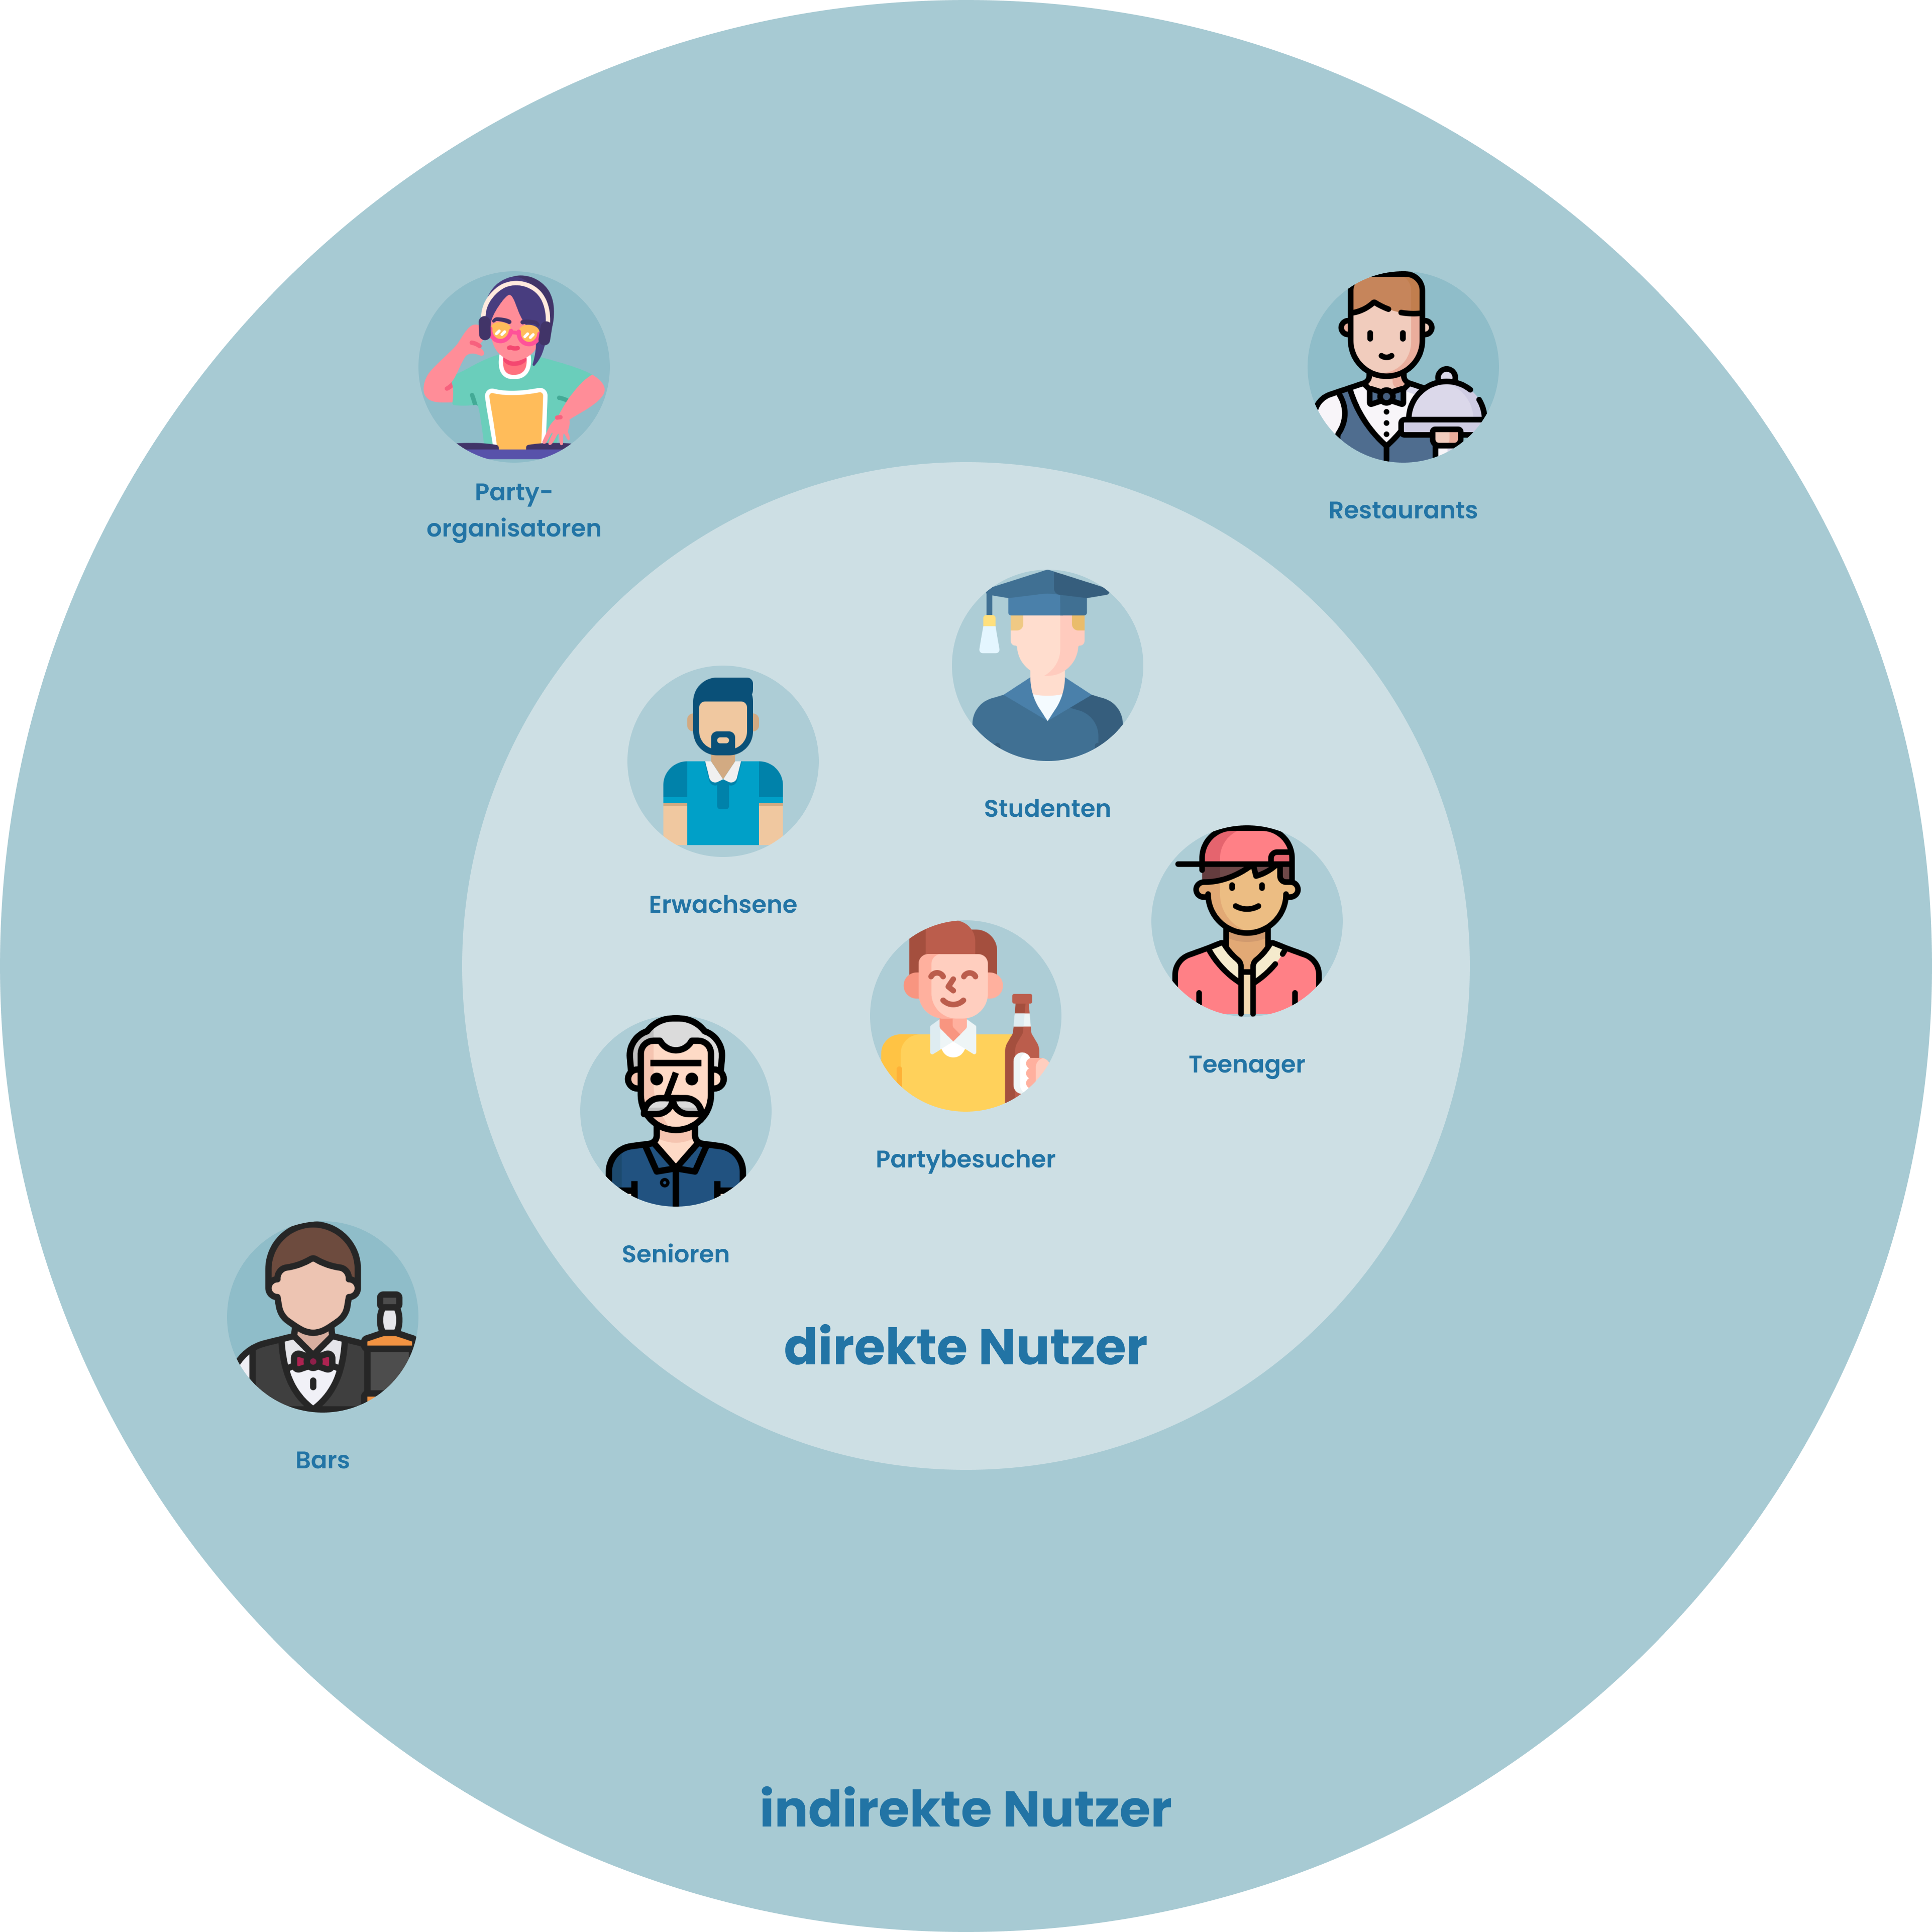 Party-
organisatoren
Restaurants
Studenten
Erwachsene
Teenager
Partybesucher
Senioren
direkte Nutzer
Bars
indirekte Nutzer